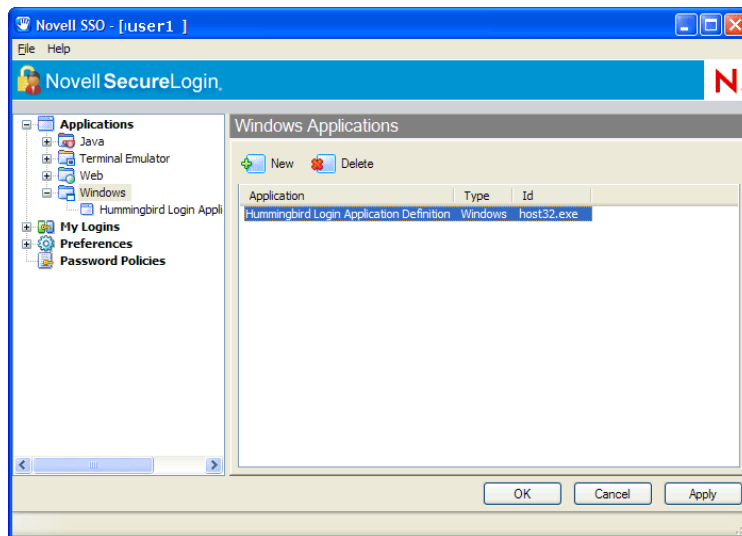 Novell SSO - [user1 ]
File Help
Novell SecureLogin.
N
Applications
Java
Terminal Emulator
Web
Windows
Hummingbird Login Appli
My Logins
Preferences
Password Policies
Windows Applications
New Delete
Application Type Id
Hummingbird Login Application Definition Windows host32.exe
OK Cancel Apply